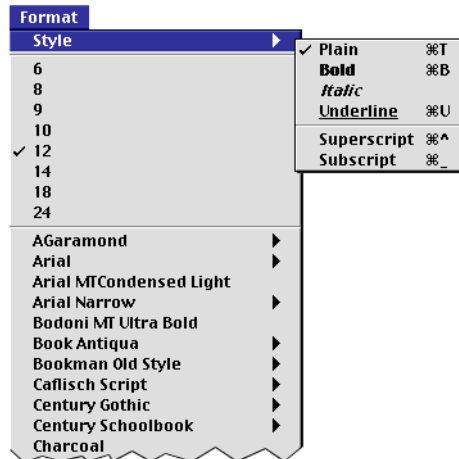 Format
Style
6
8
9
10
✓ 12
14
18
24
AGaramond
Arial
Arial MTCondensed Light
Arial Narrow
Bodoni MT Ultra Bold
Book Antiqua
Bookman Old Style
Caflisch Script
Century Gothic
Century Schoolbook
Charcoal
✓ Plain ⌘T
Bold ⌘B
Italic
Underline ⌘U
Superscript ⌘^
Subscript ⌘_